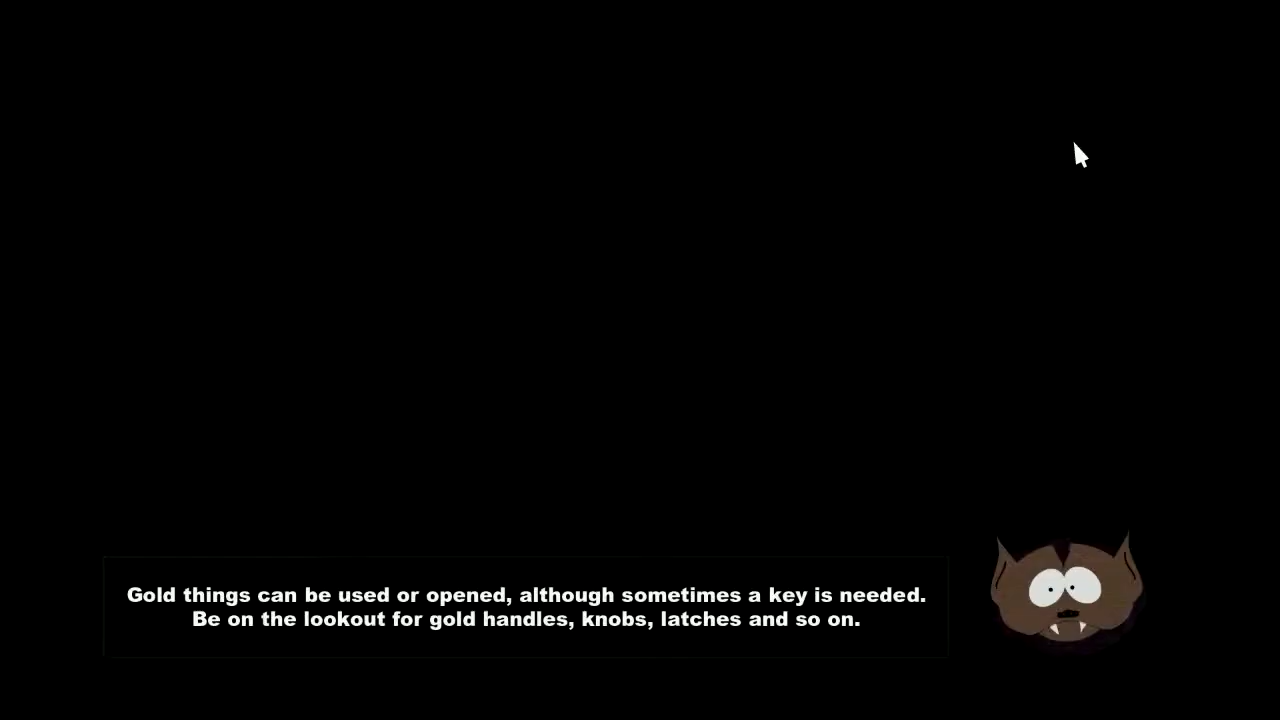 Gold things can be used or opened, although sometimes a key is needed.
Be on the lookout for gold handles, knobs, latches and so on.